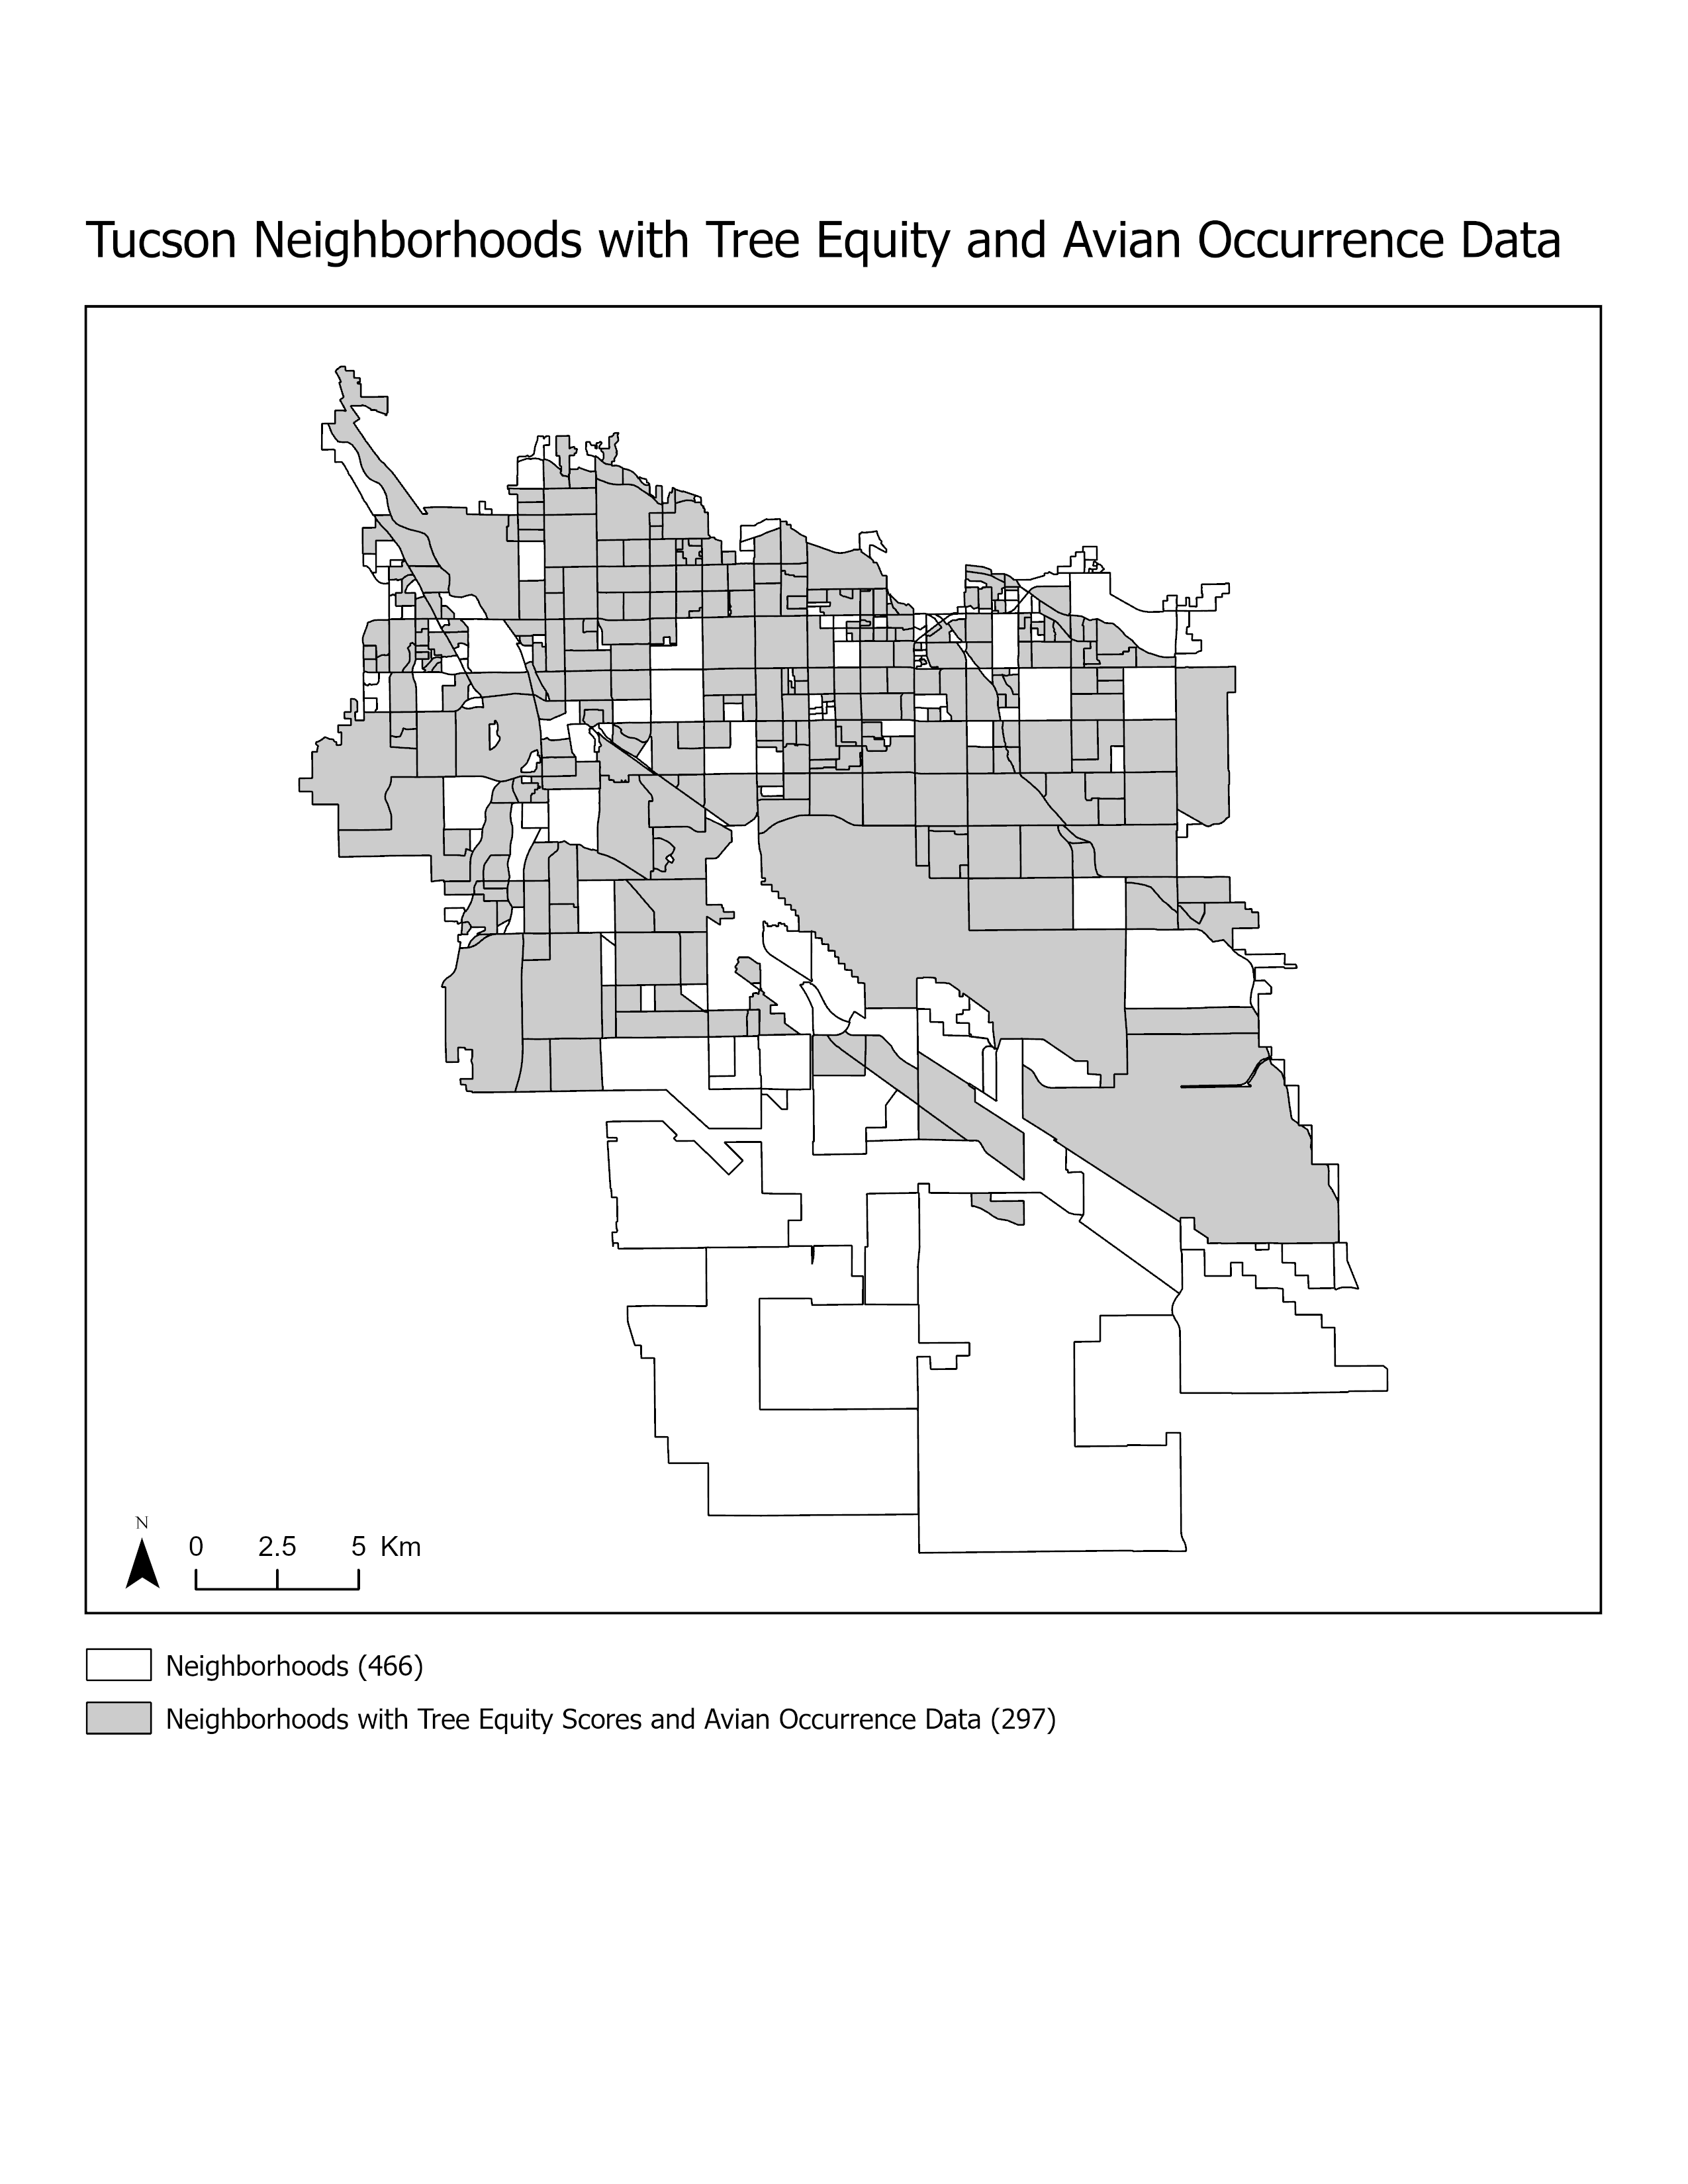 Tucson Neighborhoods with Tree Equity and Avian Occurrence Data
N
0 2.5 5 Km
Neighborhoods (466)
Neighborhoods with Tree Equity Scores and Avian Occurrence Data (297)